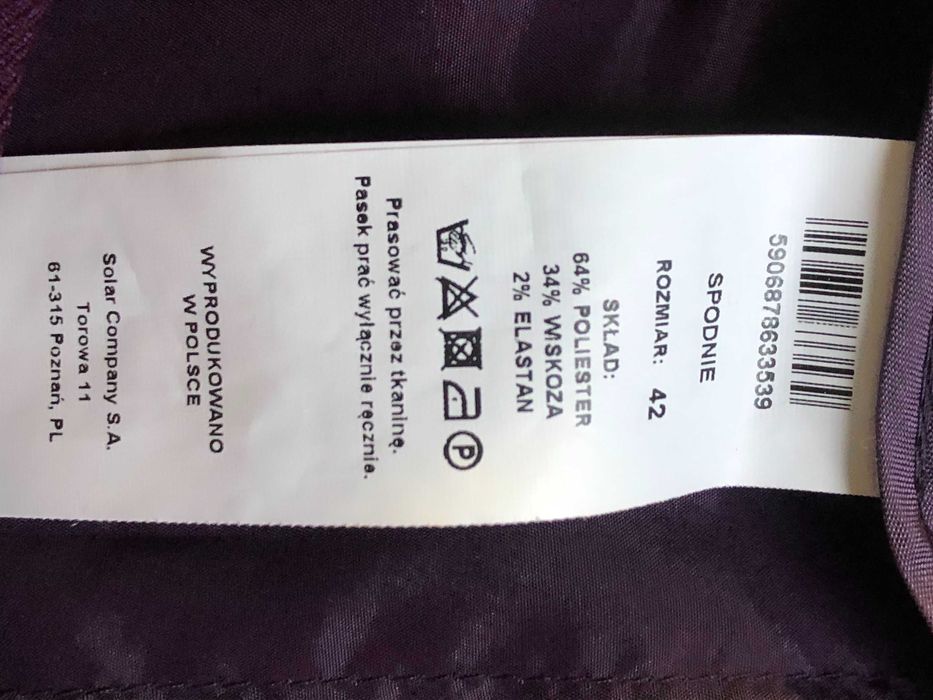 5906878633539
SPODNIE
ROZMIAR: 42
SKŁAD:
64% POLIESTER
34% WISKOZA
2% ELASTAN
P
Prasować przez tkaninę.
Pasek prać wyłącznie ręcznie.
WYPRODUKOWANO
W POLSCE
Solar Company S.A.
Torowa 11
61-315 Poznań, PL